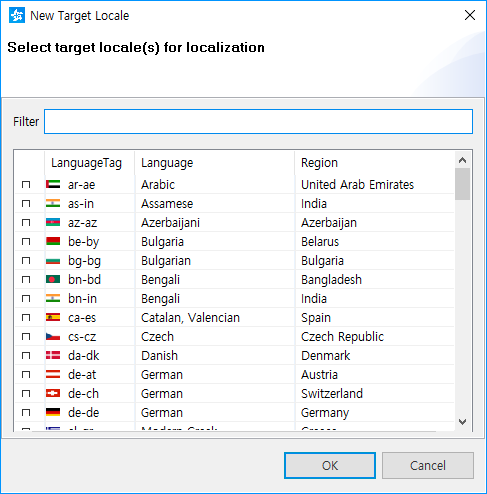 New Target Locale
Select target locale(s) for localization
Filter
LanguageTag Language Region
ar-ae Arabic United Arab Emirates
as-in Assamese India
az-az Azerbaijani Azerbaijan
be-by Bulgaria Belarus
bg-bg Bulgarian Bulgaria
bn-bd Bengali Bangladesh
bn-in Bengali India
ca-es Catalan, Valencian Spain
cs-cz Czech Czech Republic
da-dk Danish Denmark
de-at German Austria
de-ch German Switzerland
de-de German Germany
OK Cancel